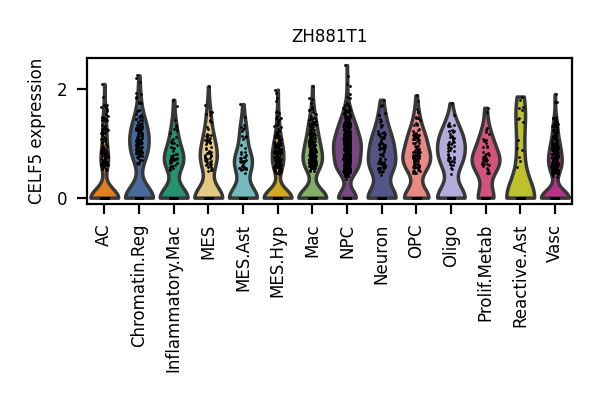 ZH881T1
CELF5 expression
2
0
AC
Chromatin.Reg
Inflammatory.Mac
MES
MES.Ast
MES.Hyp
Mac
NPC
Neuron
OPC
Oligo
Prolif.Metab
Reactive.Ast
Vasc